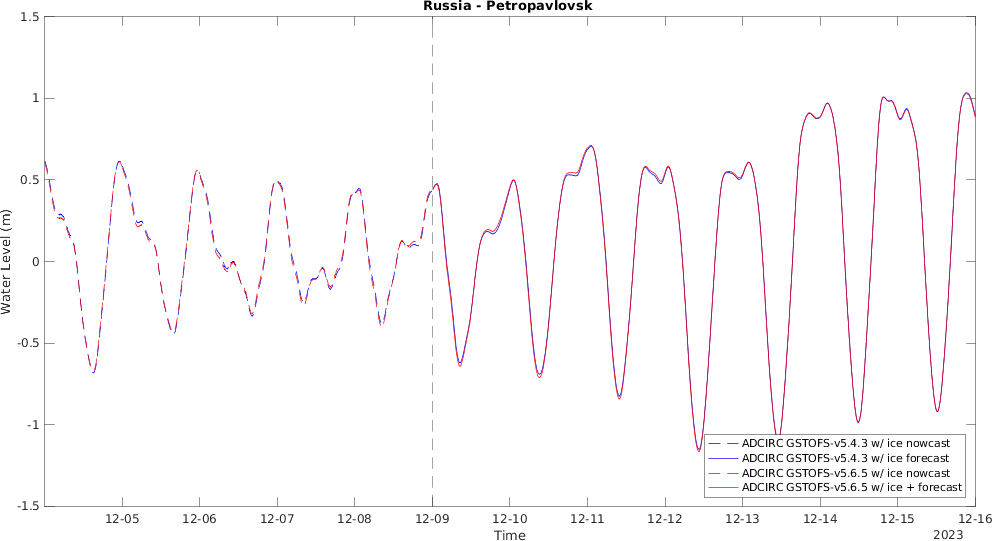 Russia - Petropavlovsk
1.5
1
0.5
0
-0.5
-1
-1.5
Water Level (m)
ADCIRC GSTOFS-v5.4.3 w/ ice nowcast
ADCIRC GSTOFS-v5.4.3 w/ ice forecast
ADCIRC GSTOFS-v5.6.5 w/ ice nowcast
ADCIRC GSTOFS-v5.6.5 w/ ice + forecast
12-05 12-06 12-07 12-08 12-09 12-10 12-11 12-12 12-13 12-14 12-15 12-16
Time
2023